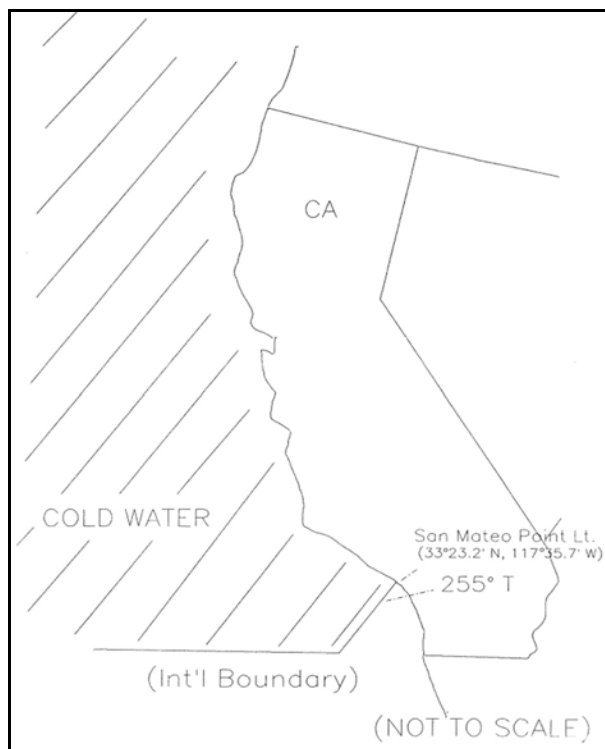 CA
COLD WATER
San Mateo Point Lt.
(33°23.2' N, 117°35.7' W)
255° T
(Int'l Boundary)
(NOT TO SCALE)